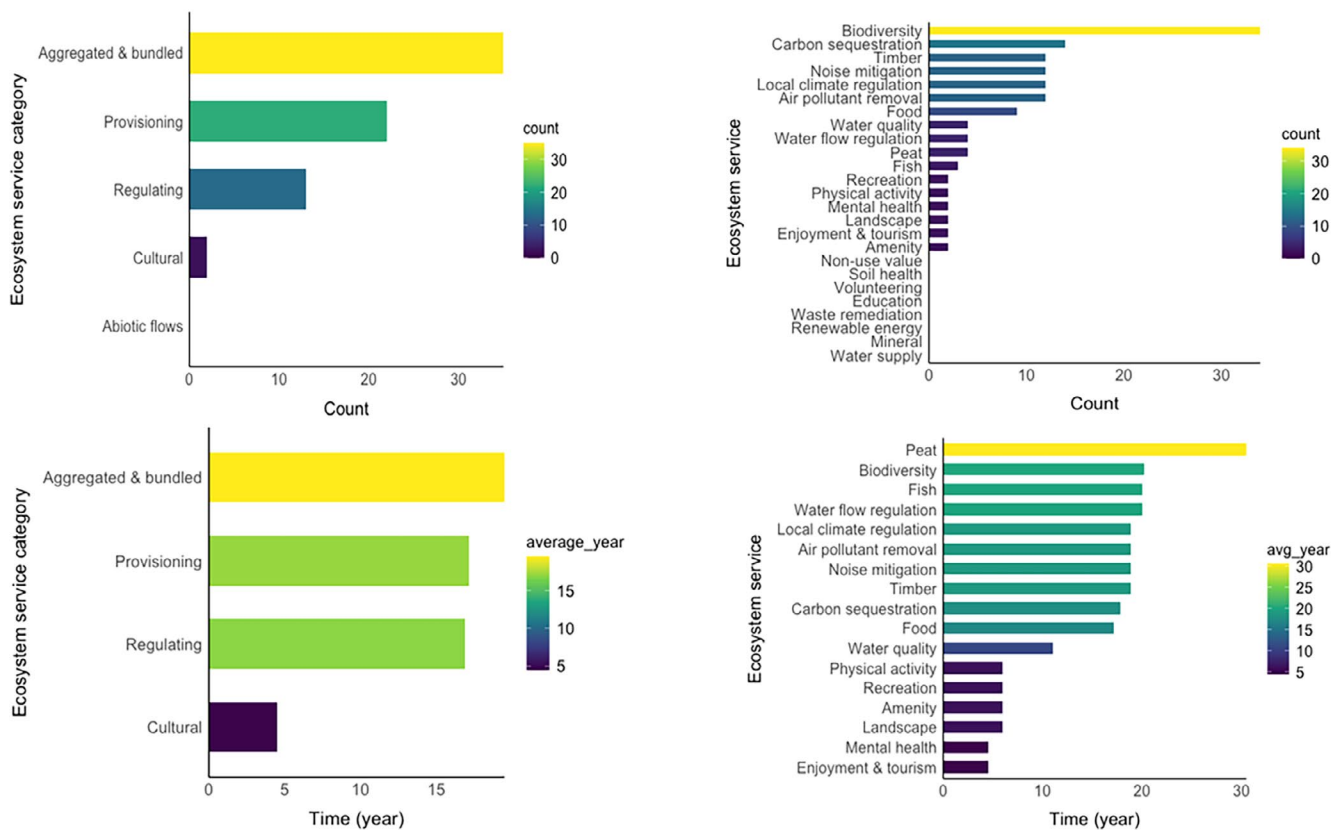 Ecosystem service category
Aggregated & bundled
Provisioning
Regulating
Cultural
Abiotic flows
0
10
20
30
Count
count
30
20
10
0
Ecosystem service
Biodiversity
Carbon sequestration
Timber
Noise mitigation
Local climate regulation
Air pollutant removal
Food
Water quality
Water flow regulation
Peat
Fish
Recreation
Physical activity
Mental health
Landscape
Enjoyment & tourism
Amenity
Non-use value
Soil health
Volunteering
Education
Waste remediation
Renewable energy
Mineral
Water supply
0
10
20
30
Count
count
30
20
10
0
Ecosystem service category
Aggregated & bundled
Provisioning
Regulating
Cultural
0
5
10
15
Time (year)
average_year
15
10
5
Ecosystem service
Peat
Biodiversity
Fish
Water flow regulation
Local climate regulation
Air pollutant removal
Noise mitigation
Timber
Carbon sequestration
Food
Water quality
Physical activity
Recreation
Amenity
Landscape
Mental health
Enjoyment & tourism
0
10
20
30
Time (year)
avg_year
30
25
20
15
10
5